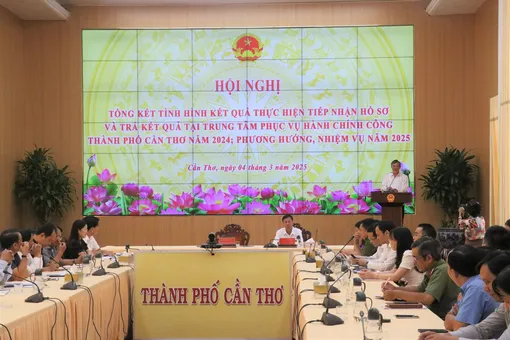 HỘI NGHỊ
TỔNG KẾT TÌNH HÌNH KẾT QUẢ THỰC HIỆN TIẾP NHẬN HỒ SƠ
VÀ TRẢ KẾT QUẢ TẠI TRUNG TÂM PHỤC VỤ HÀNH CHÍNH CÔNG
THÀNH PHỐ CẦN THƠ NĂM 2024; PHƯƠNG HƯỚNG, NHIỆM VỤ NĂM 2025
Cần Thơ, ngày 04 tháng 3 năm 2025
THÀNH PHỐ CẦN THƠ